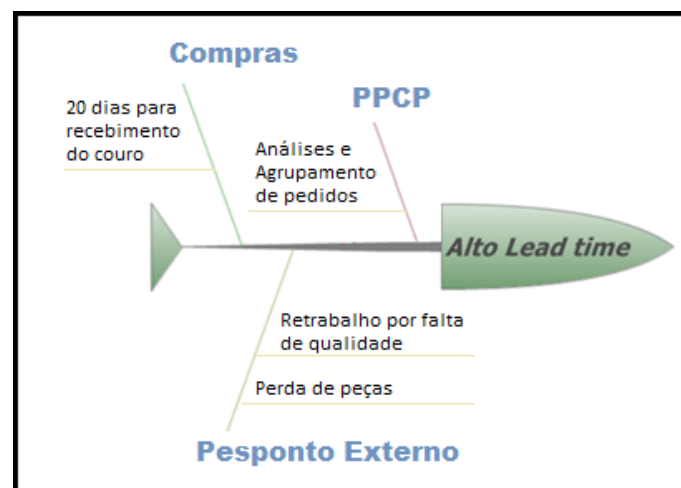 Compras
20 dias para
recebimento
do couro
PPCP
Análises e
Agrupamento
de pedidos
Alto Lead time
Retrabalho por falta
de qualidade
Perda de peças
Pesponto Externo